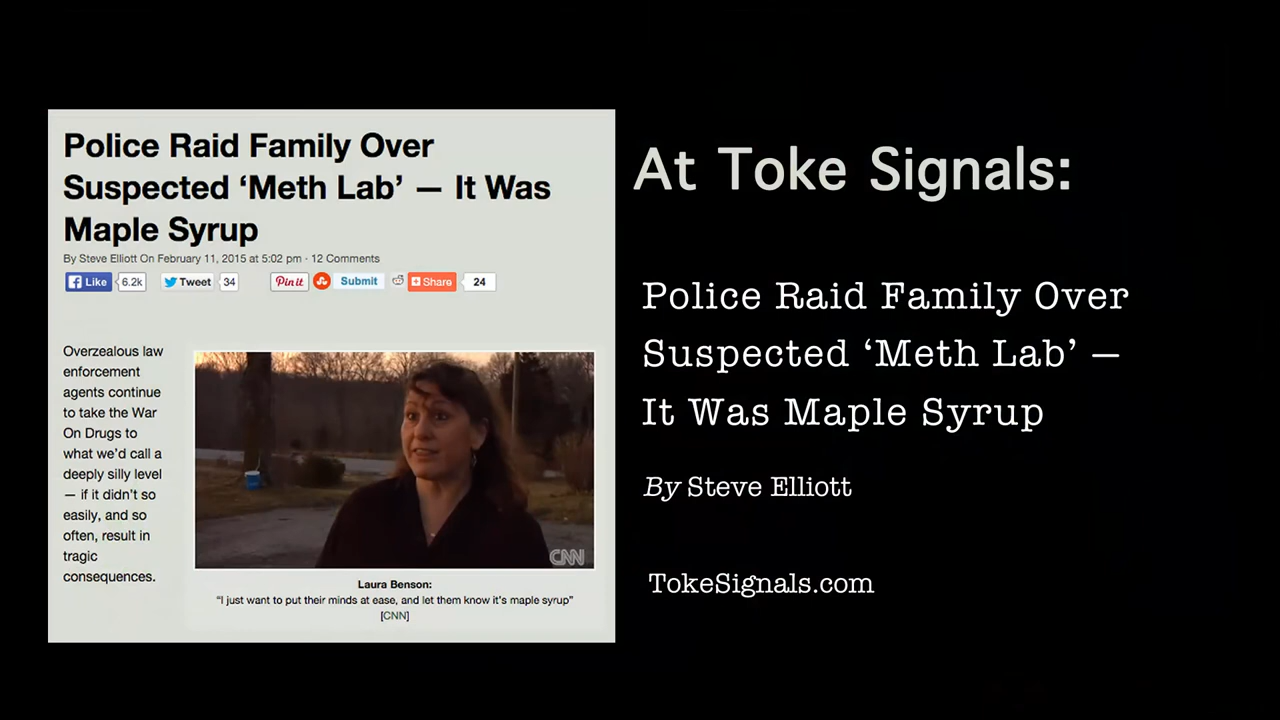 Police Raid Family Over
Suspected ‘Meth Lab’ — It Was
Maple Syrup
By Steve Elliott On February 11, 2015 at 5:02 pm · 12 Comments
Like 6.2k Tweet 34 Pin it Submit Share 24
Overzealous law
enforcement
agents continue
to take the War
On Drugs to
what we’d call a
deeply silly level
— if it didn’t so
easily, and so
often, result in
tragic
consequences.
CNN
Laura Benson:
“I just want to put their minds at ease, and let them know it’s maple syrup”
[CNN]
At Toke Signals:
Police Raid Family Over
Suspected ‘Meth Lab’ —
It Was Maple Syrup
By Steve Elliott
TokeSignals.com